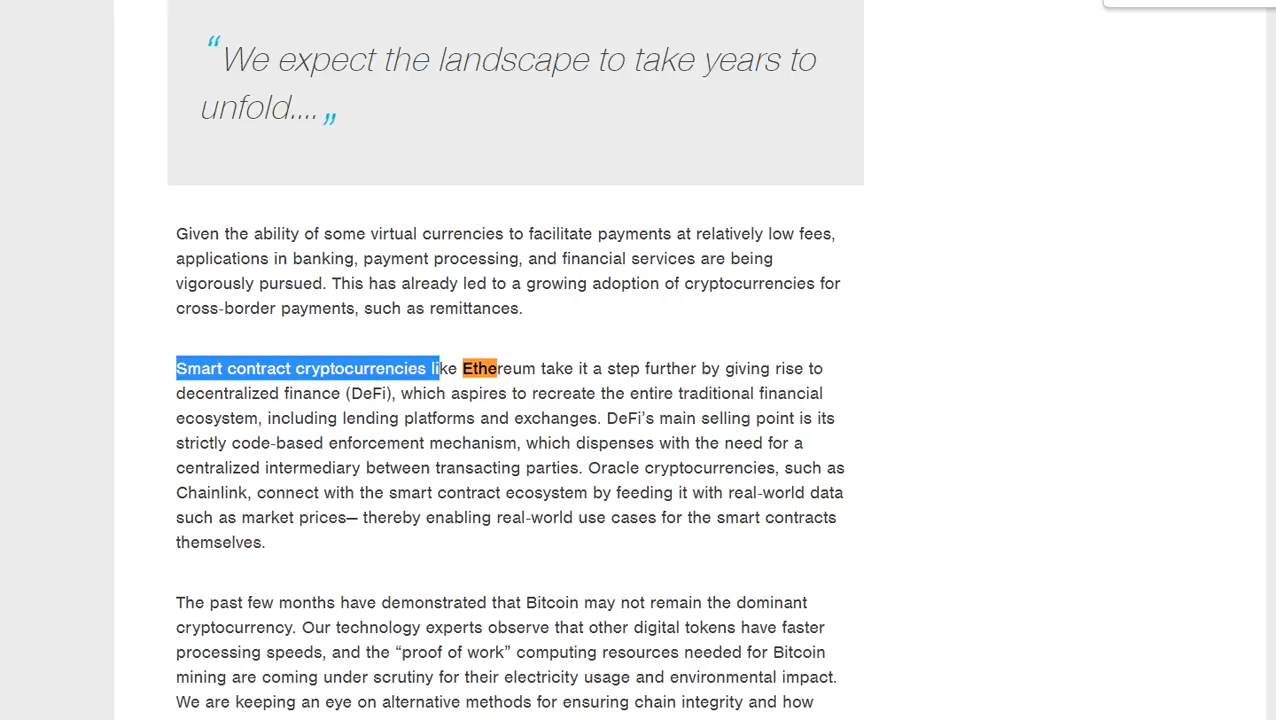 “We expect the landscape to take years to
unfold.... „
Given the ability of some virtual currencies to facilitate payments at relatively low fees,
applications in banking, payment processing, and financial services are being
vigorously pursued. This has already led to a growing adoption of cryptocurrencies for
cross-border payments, such as remittances.
Smart contract cryptocurrencies like Ethereum take it a step further by giving rise to
decentralized finance (DeFi), which aspires to recreate the entire traditional financial
ecosystem, including lending platforms and exchanges. DeFi’s main selling point is its
strictly code-based enforcement mechanism, which dispenses with the need for a
centralized intermediary between transacting parties. Oracle cryptocurrencies, such as
Chainlink, connect with the smart contract ecosystem by feeding it with real-world data
such as market prices— thereby enabling real-world use cases for the smart contracts
themselves.
The past few months have demonstrated that Bitcoin may not remain the dominant
cryptocurrency. Our technology experts observe that other digital tokens have faster
processing speeds, and the “proof of work” computing resources needed for Bitcoin
mining are coming under scrutiny for their electricity usage and environmental impact.
We are keeping an eye on alternative methods for ensuring chain integrity and how